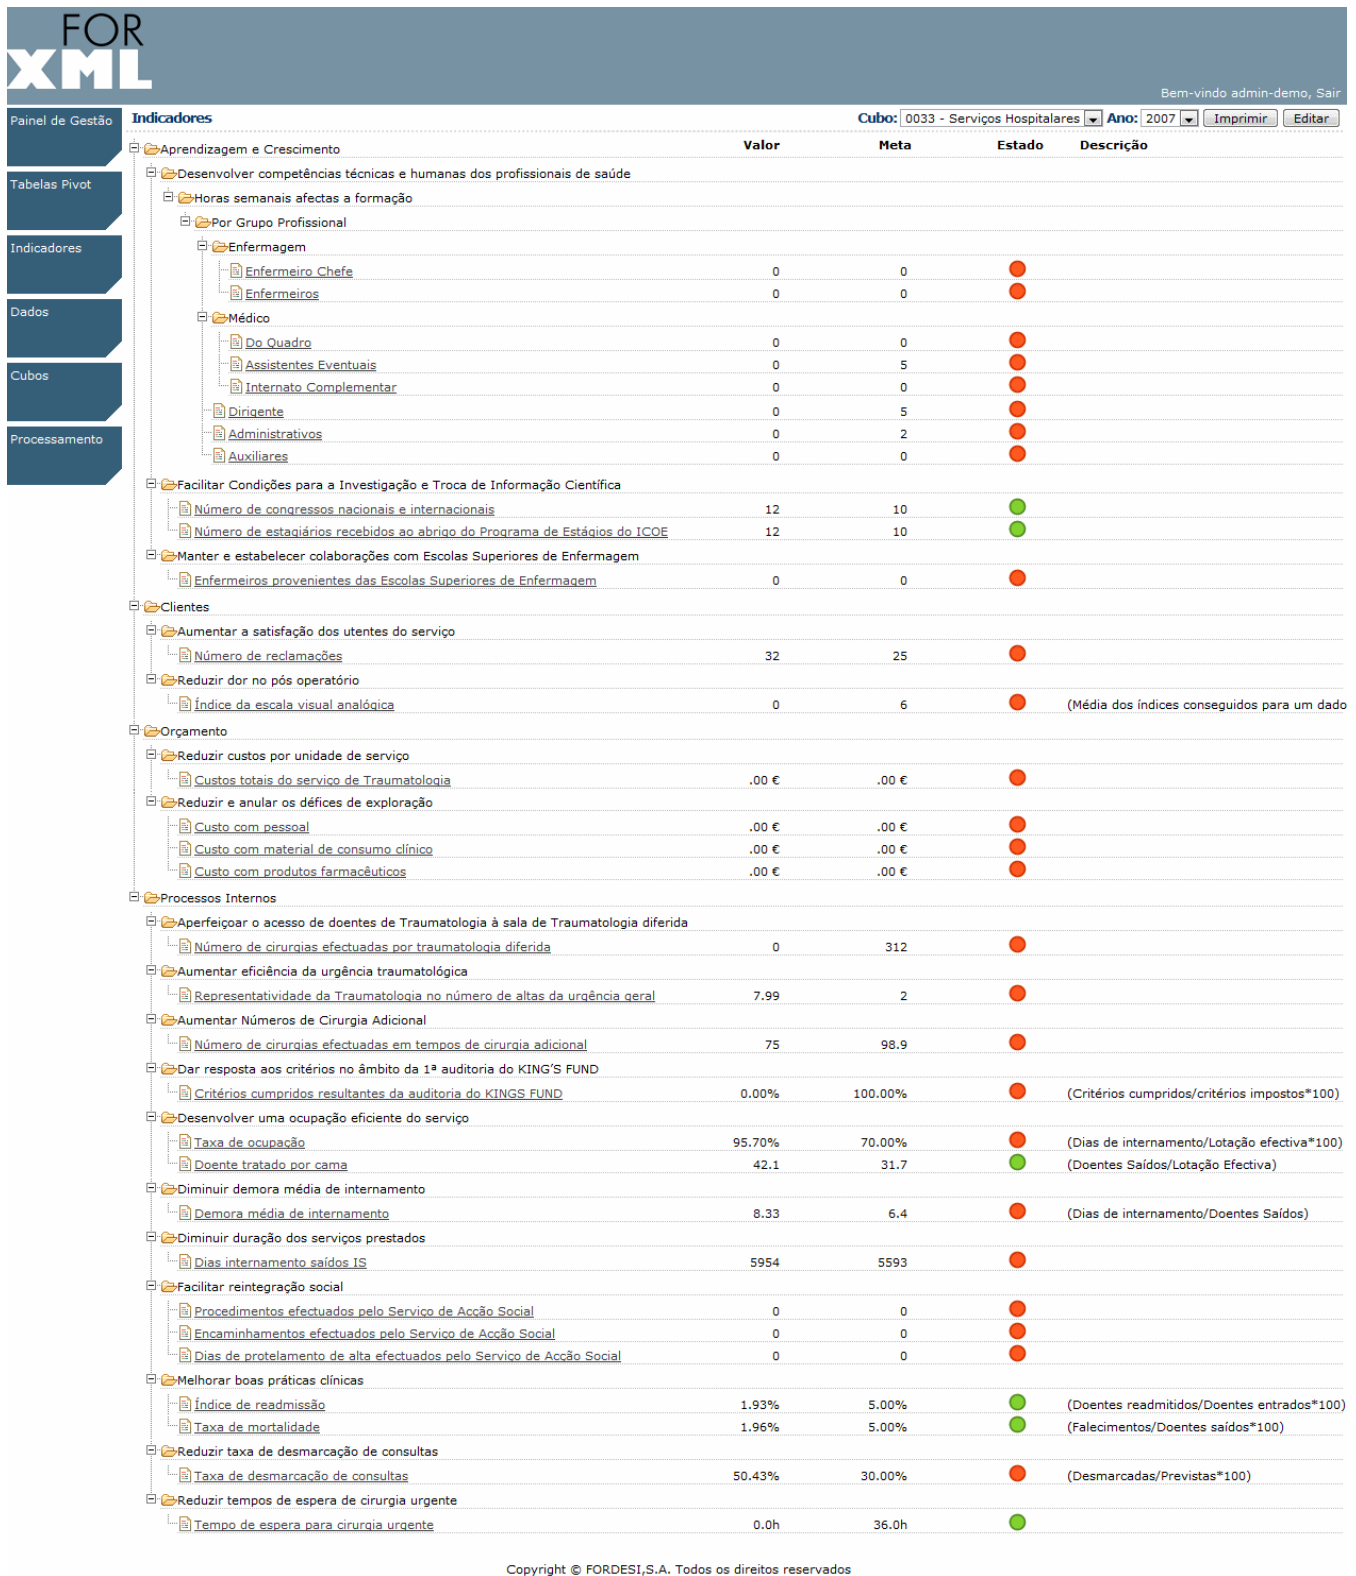 FOR
XML
Bem-vindo admin-demo, Sair
Painel de Gestão
Tabelas Pivot
Indicadores
Dados
Cubos
Processamento
Indicadores Cubo: 0033 - Serviços Hospitalares Ano: 2007 Imprimir Editar
Valor Meta Estado Descrição
Aprendizagem e Crescimento
Desenvolver competências técnicas e humanas dos profissionais de saúde
Horas semanais afectas a formação
Por Grupo Profissional
Enfermagem
Enfermeiro Chefe 0 0
Enfermeiros 0 0
Médico
Do Quadro 0 0
Assistentes Eventuais 0 5
Internato Complementar 0 0
Dirigente 0 5
Administrativos 0 2
Auxiliares 0 0
Facilitar Condições para a Investigação e Troca de Informação Científica
Número de congressos nacionais e internacionais 12 10
Número de estagiários recebidos ao abrigo do Programa de Estágios do ICOE 12 10
Manter e estabelecer colaborações com Escolas Superiores de Enfermagem
Enfermeiros provenientes das Escolas Superiores de Enfermagem 0 0
Clientes
Aumentar a satisfação dos utentes do serviço
Número de reclamações 32 25
Reduzir dor no pós operatório
Índice da escala visual analógica 0 6 (Média dos índices conseguidos para um dado
Orçamento
Reduzir custos por unidade de serviço
Custos totais do serviço de Traumatologia .00 € .00 €
Reduzir e anular os défices de exploração
Custo com pessoal .00 € .00 €
Custo com material de consumo clínico .00 € .00 €
Custo com produtos farmacêuticos .00 € .00 €
Processos Internos
Aperfeiçoar o acesso de doentes de Traumatologia à sala de Traumatologia diferida
Número de cirurgias efectuadas por traumatologia diferida 0 312
Aumentar eficiência da urgência traumatológica
Representatividade da Traumatologia no número de altas da urgência geral 7.99 2
Aumentar Números de Cirurgia Adicional
Número de cirurgias efectuadas em tempos de cirurgia adicional 75 98.9
Dar resposta aos critérios no âmbito da 1ª auditoria do KING'S FUND
Critérios cumpridos resultantes da auditoria do KINGS FUND 0.00% 100.00% (Critérios cumpridos/critérios impostos*100)
Desenvolver uma ocupação eficiente do serviço
Taxa de ocupação 95.70% 70.00% (Dias de internamento/Lotação efectiva*100)
Doente tratado por cama 42.1 31.7 (Doentes Saídos/Lotação Efectiva)
Diminuir demora média de internamento
Demora média de internamento 8.33 6.4 (Dias de internamento/Doentes Saídos)
Diminuir duração dos serviços prestados
Dias internamento saídos IS 5954 5593
Facilitar reintegração social
Procedimentos efectuados pelo Serviço de Acção Social 0 0
Encaminhamentos efectuados pelo Serviço de Acção Social 0 0
Dias de protelamento de alta efectuados pelo Serviço de Acção Social 0 0
Melhorar boas práticas clínicas
Índice de readmissão 1.93% 5.00% (Doentes readmitidos/Doentes entrados*100)
Taxa de mortalidade 1.96% 5.00% (Falecimentos/Doentes saídos*100)
Reduzir taxa de desmarcação de consultas
Taxa de desmarcação de consultas 50.43% 30.00% (Desmarcadas/Previstas*100)
Reduzir tempos de espera de cirurgia urgente
Tempo de espera para cirurgia urgente 0.0h 36.0h
Copyright © FORDESI,S.A. Todos os direitos reservados